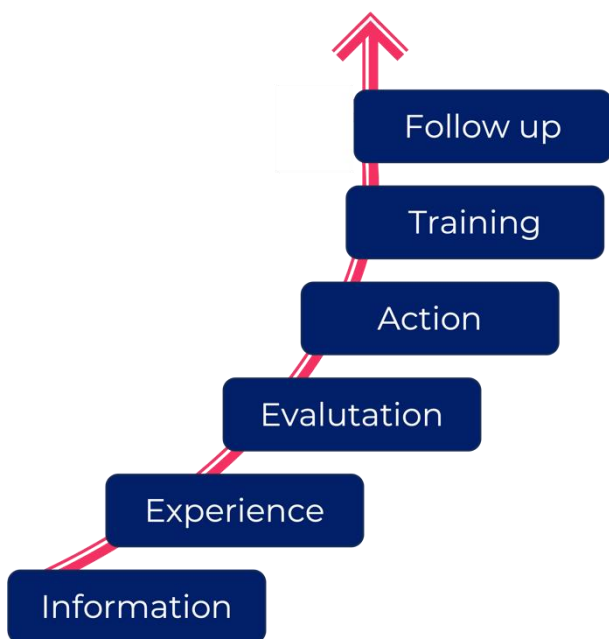 Follow up
Training
Action
Evalutation
Experience
Information